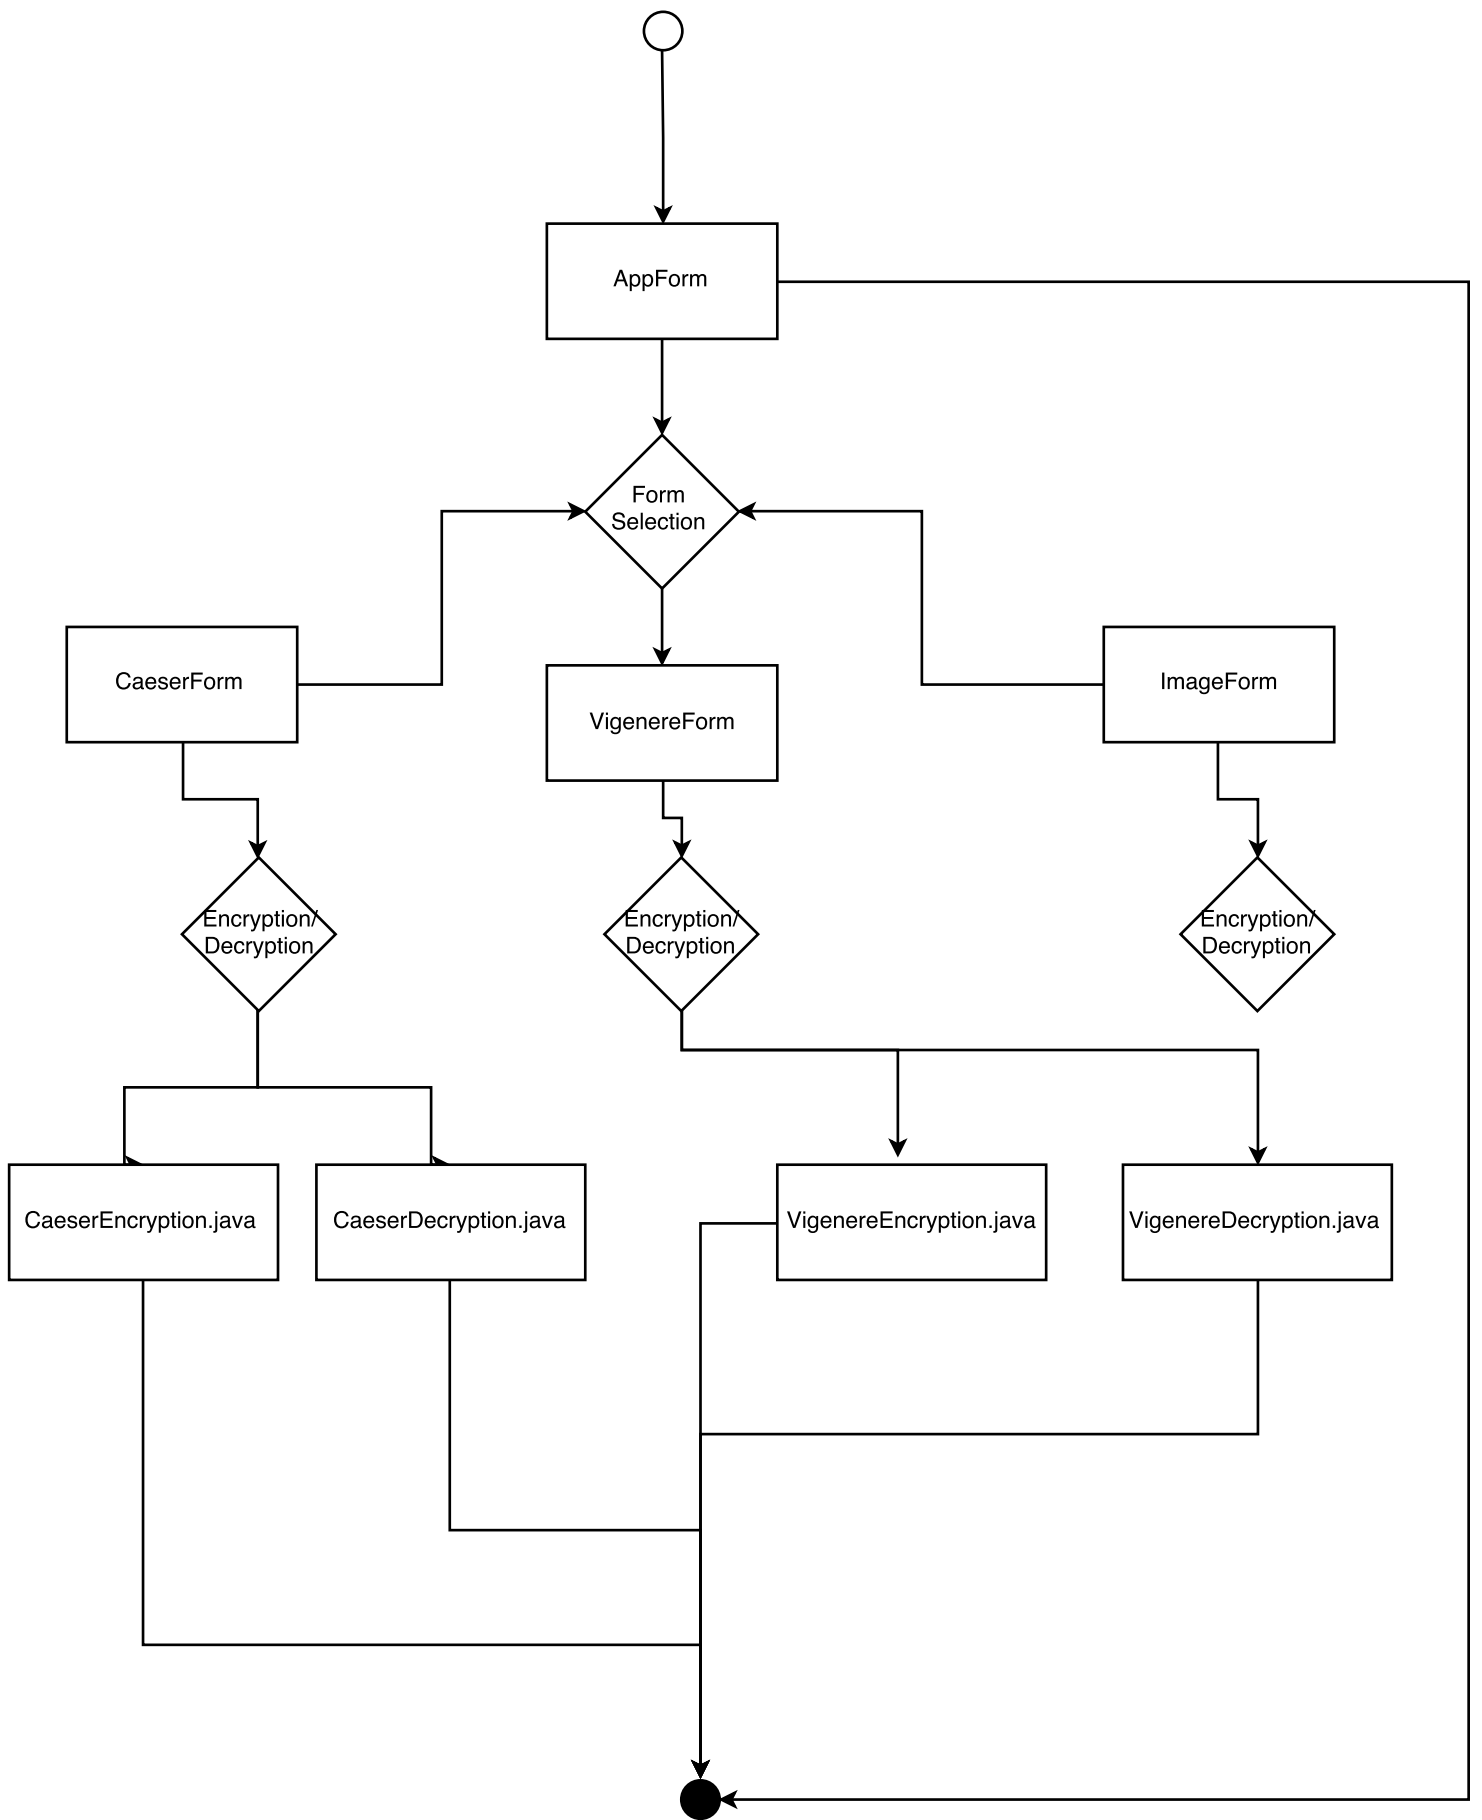 AppForm
Form
Selection
CaeserForm
VigenereForm
ImageForm
Encryption/
Decryption
Encryption/
Decryption
Encryption/
Decryption
CaeserEncryption.java
CaeserDecryption.java
VigenereEncryption.java
VigenereDecryption.java